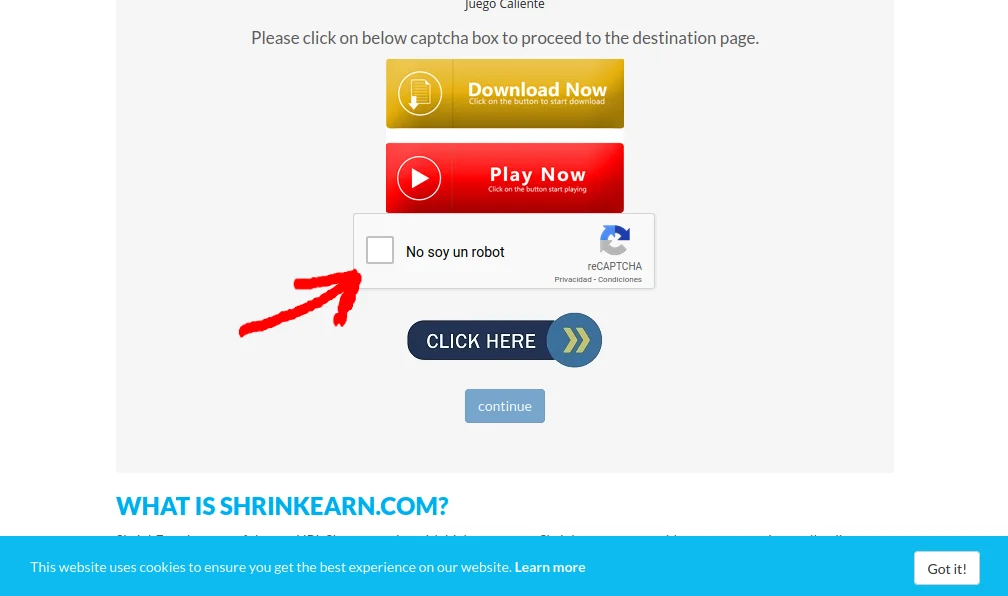 Juego Caliente
Please click on below captcha box to proceed to the destination page.
Download Now
Click on the button to start download
Play Now
Click on the button start playing
No soy un robot
reCAPTCHA
Privacidad - Condiciones
CLICK HERE
continue
WHAT IS SHRINKEARN.COM?
This website uses cookies to ensure you get the best experience on our website. Learn more
Got it!